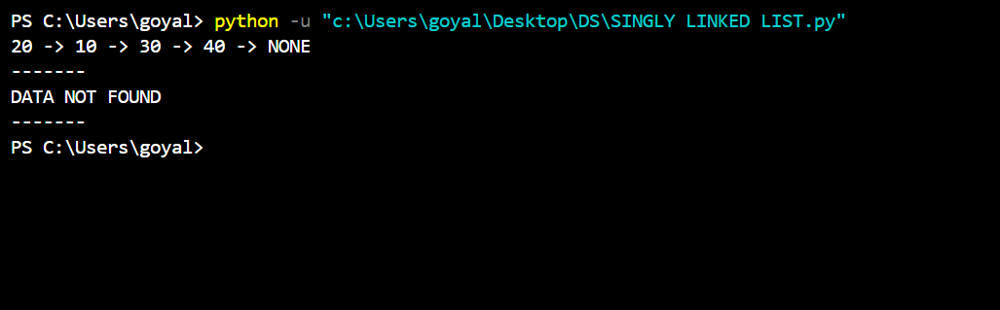 PS C:\Users\goyal> python -u "c:\Users\goyal\Desktop\DS\SINGLY LINKED LIST.py"
20 -> 10 -> 30 -> 40 -> NONE
-------
DATA NOT FOUND
-------
PS C:\Users\goyal>